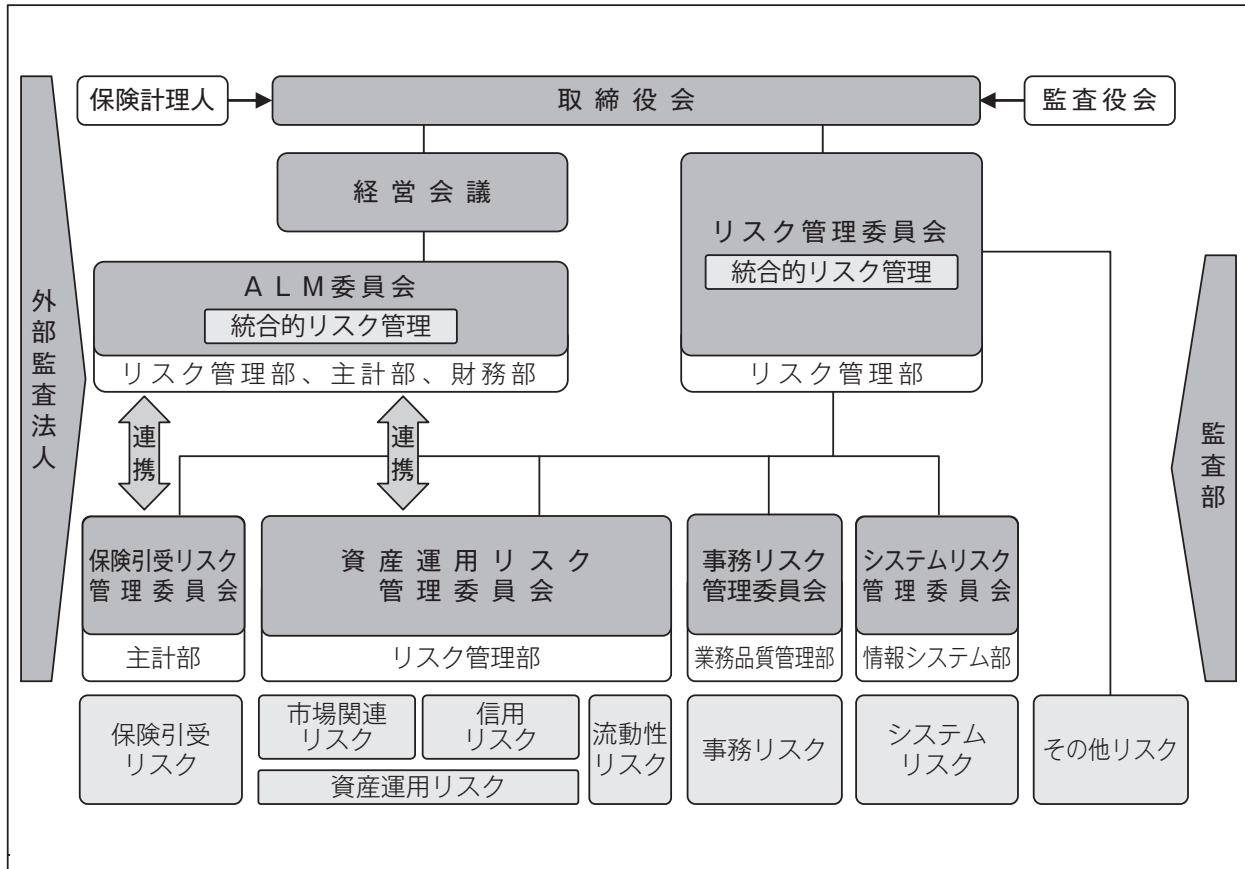 保険計理人
取締役会
監査役会
経営会議
リスク管理委員会
統合的リスク管理
リスク管理部
ALM委員会
統合的リスク管理
リスク管理部、主計部、財務部
外部監査法人
監査部
連携
連携
保険引受リスク
管理委員会
主計部
資産運用リスク
管理委員会
リスク管理部
事務リスク
管理委員会
業務品質管理部
システムリスク
管理委員会
情報システム部
保険引受
リスク
市場関連
リスク
信用
リスク
資産運用リスク
流動性
リスク
事務リスク
システム
リスク
その他リスク